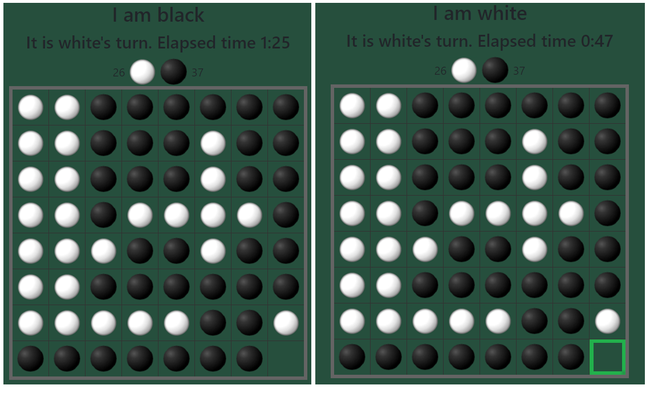 I am black
It is white's turn. Elapsed time 1:25
26 37
I am white
It is white's turn. Elapsed time 0:47
26 37